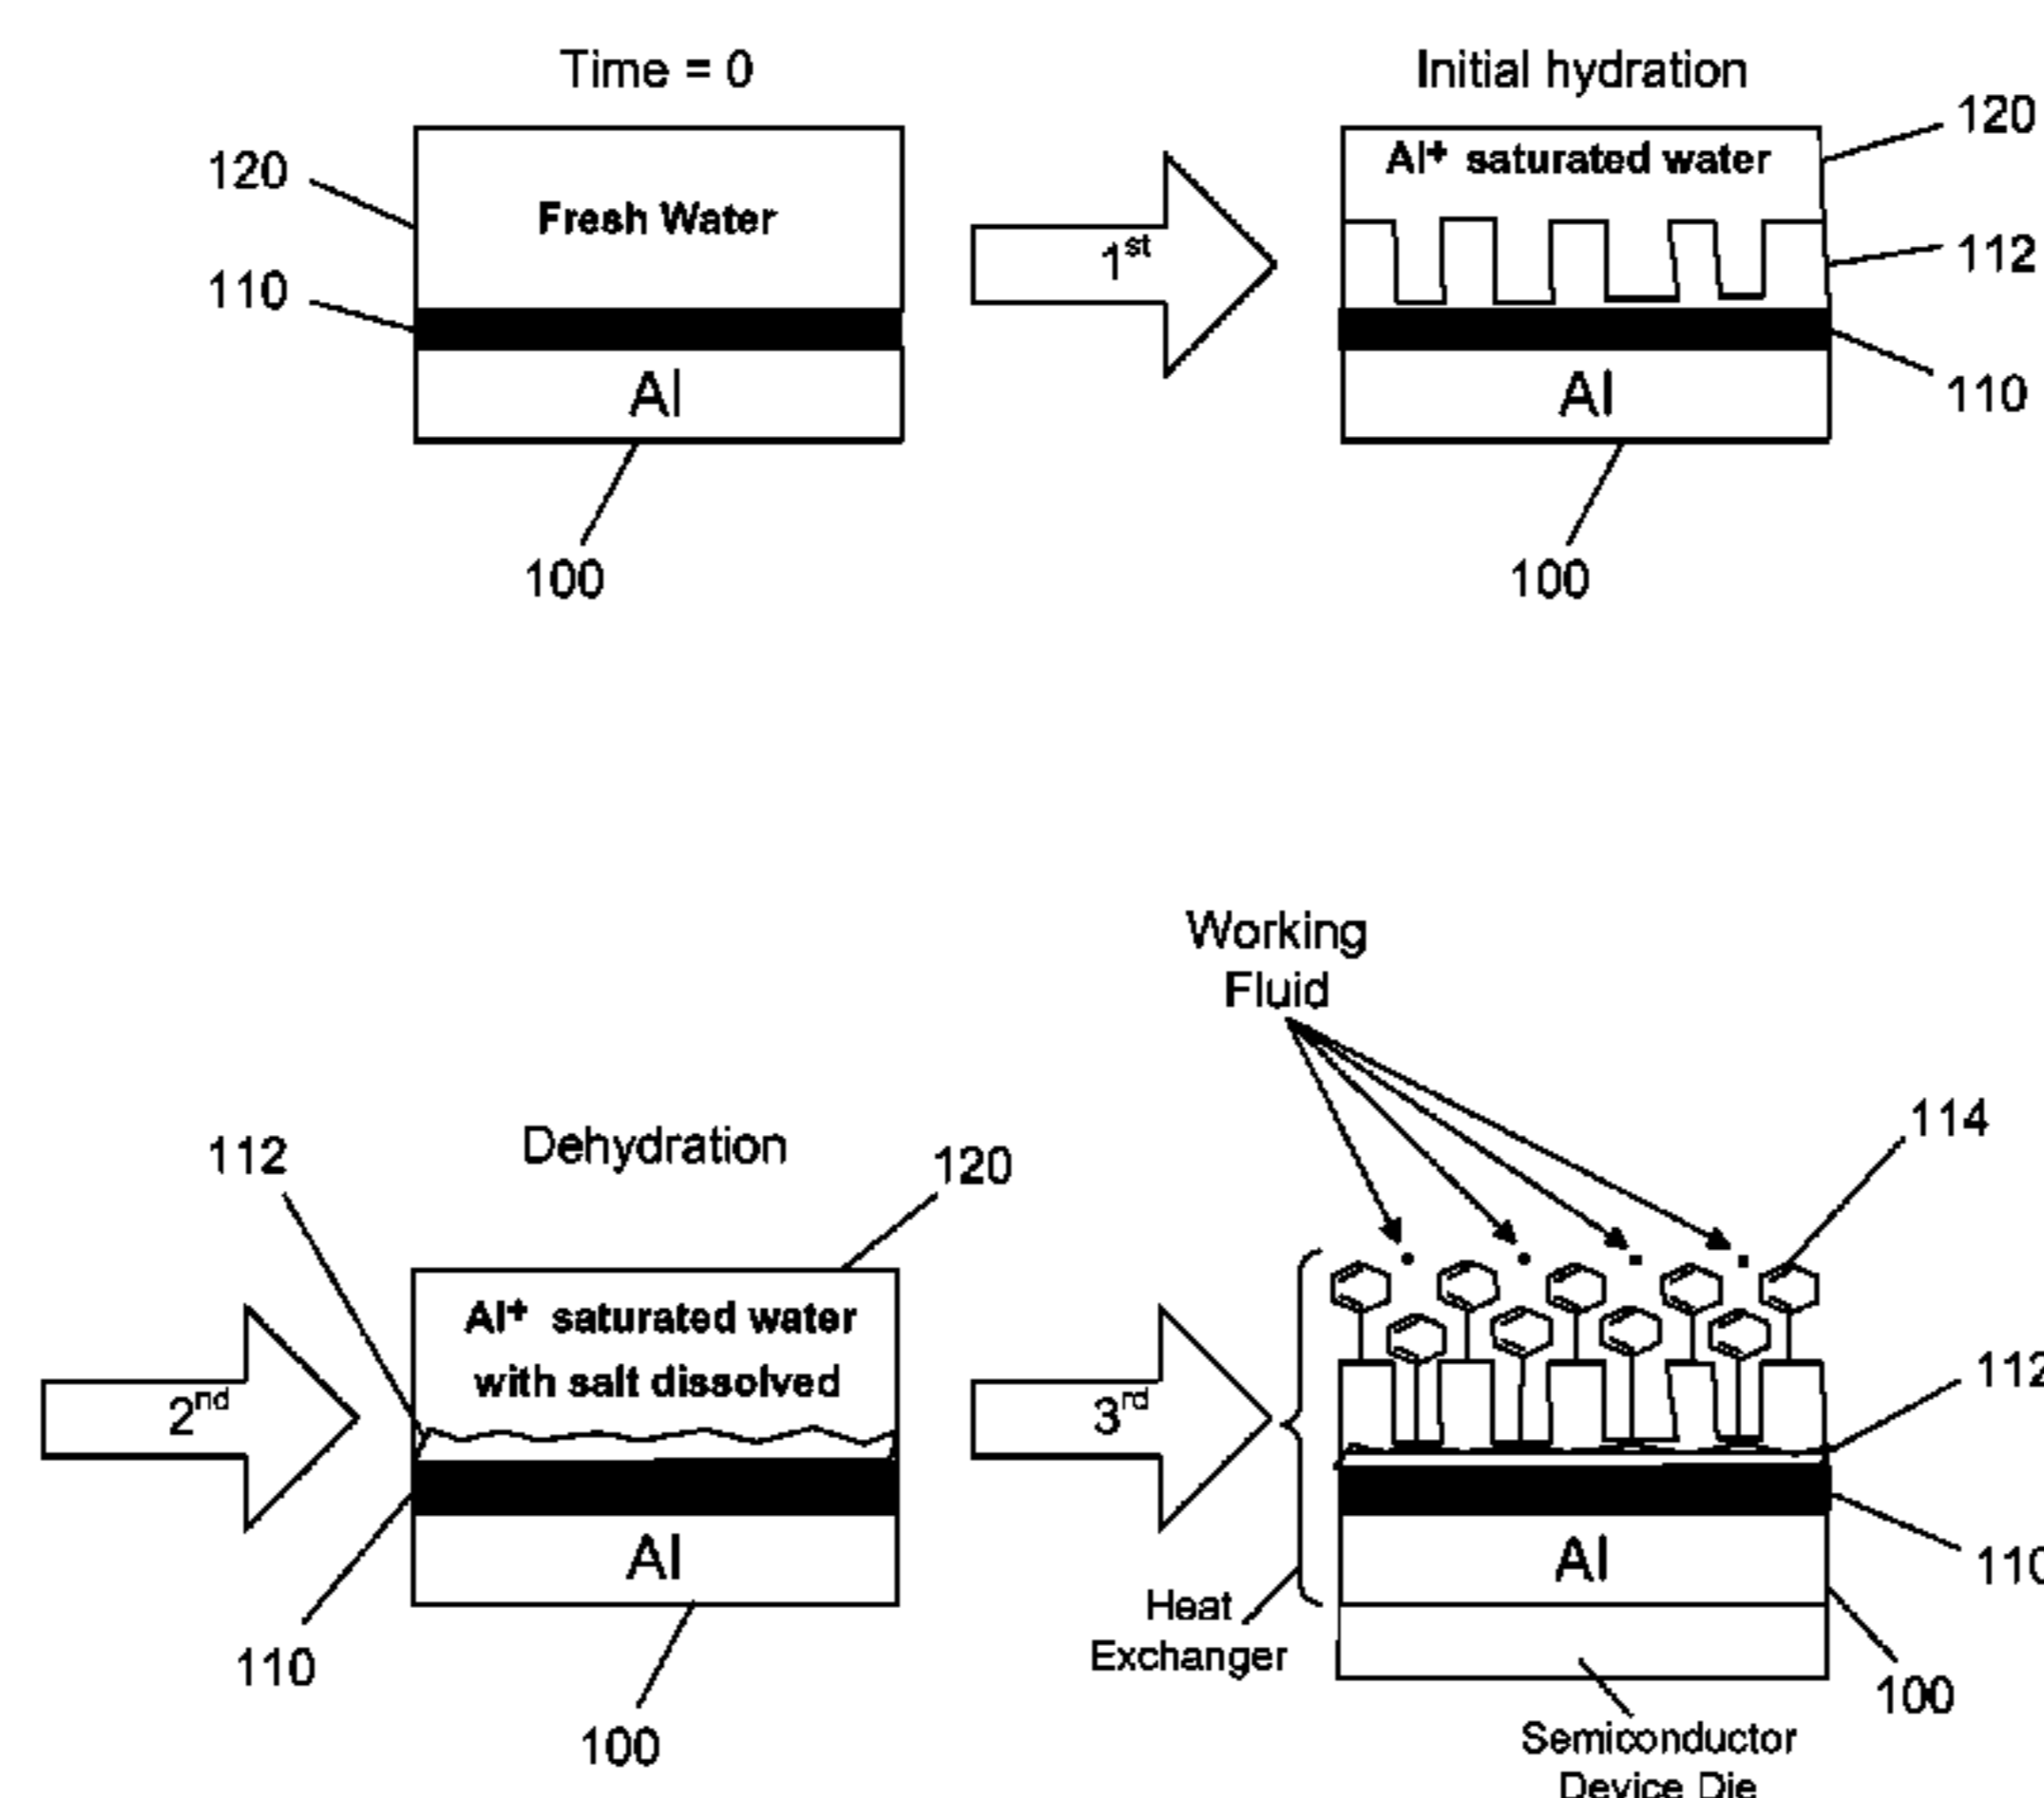 Time = 0
Initial hydration
120
Fresh Water
110
Al
100
1st
Al+ saturated water
120
112
110
Al
100
2nd
112
Dehydration
120
Al+ saturated water
with salt dissolved
110
Al
100
3rd
Working
Fluid
114
112
110
Al
Heat
Exchanger
100
Semiconductor
Device Die